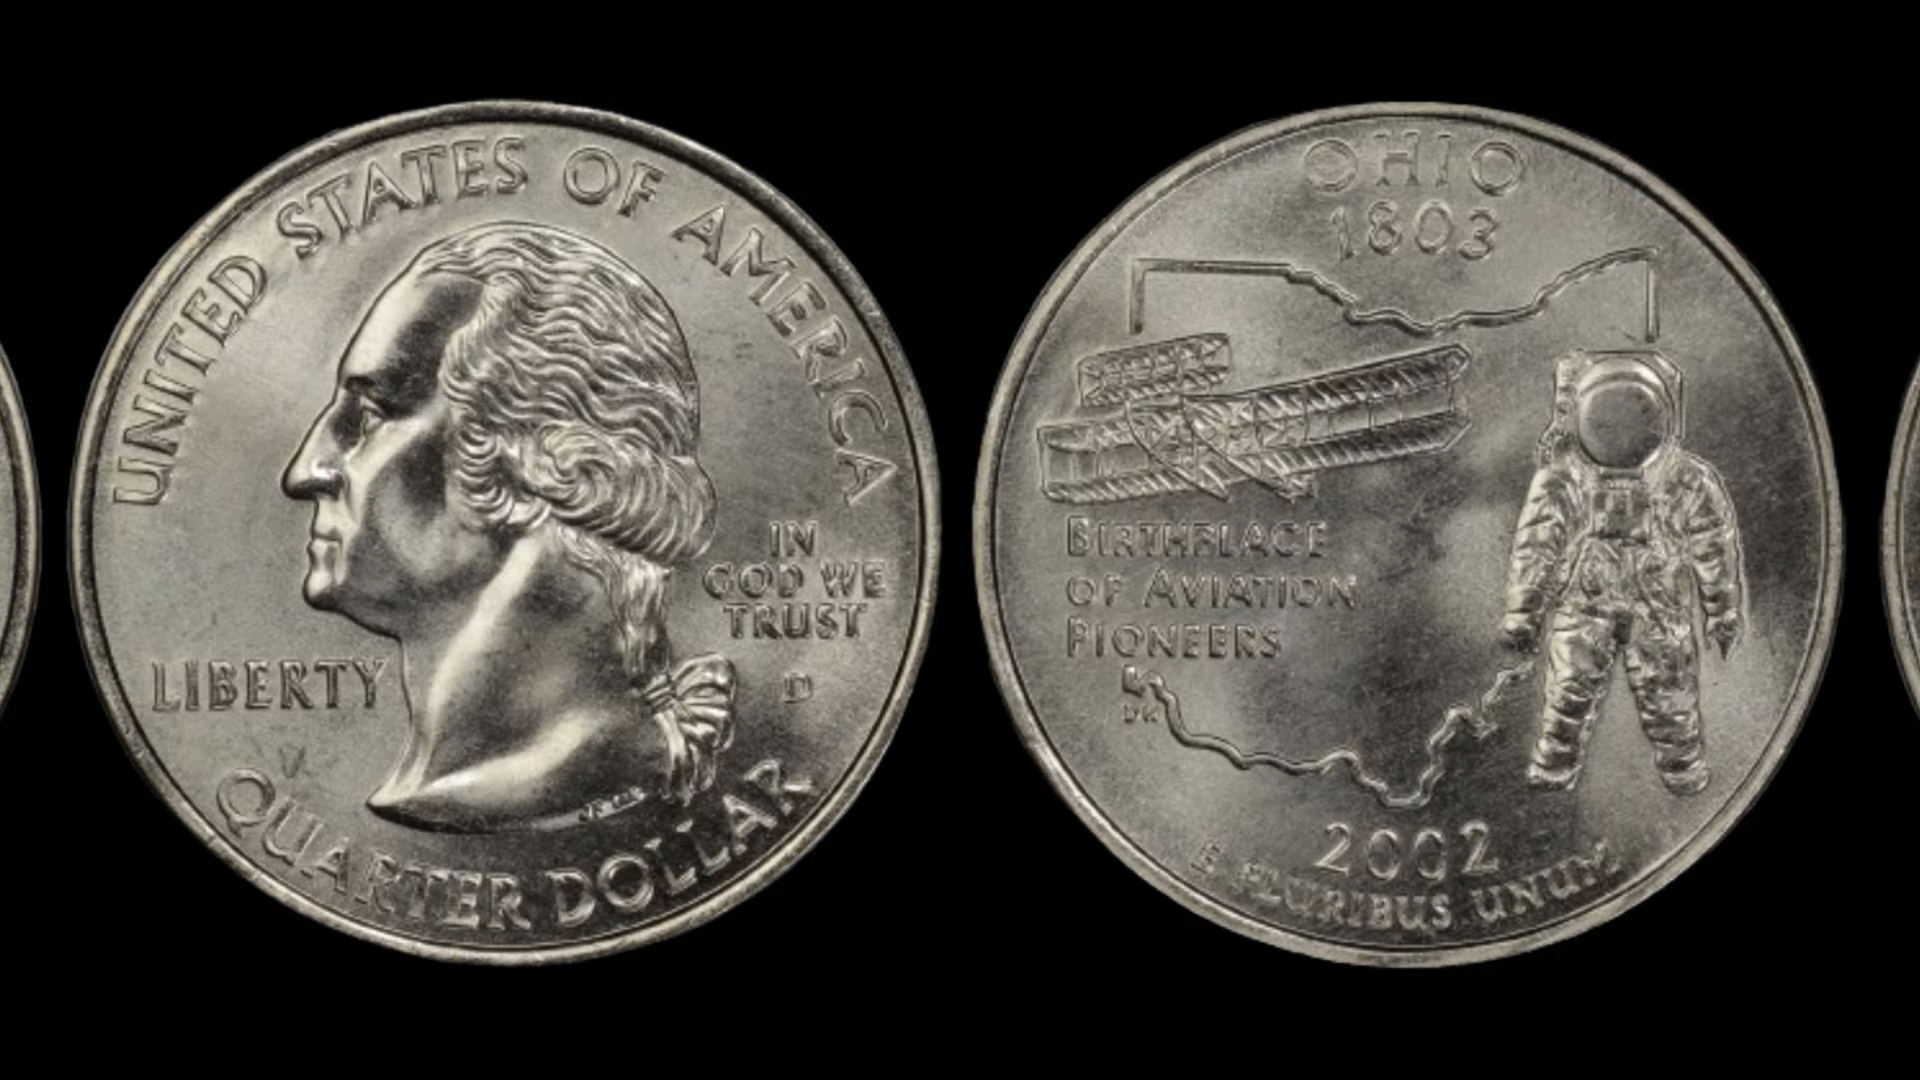 UNITED STATES OF AMERICA
LIBERTY
IN
GOD WE
TRUST
D
QUARTER DOLLAR
OHIO
1803
BIRTHPLACE
OF AVIATION
PIONEERS
2002
E PLURIBUS UNUM